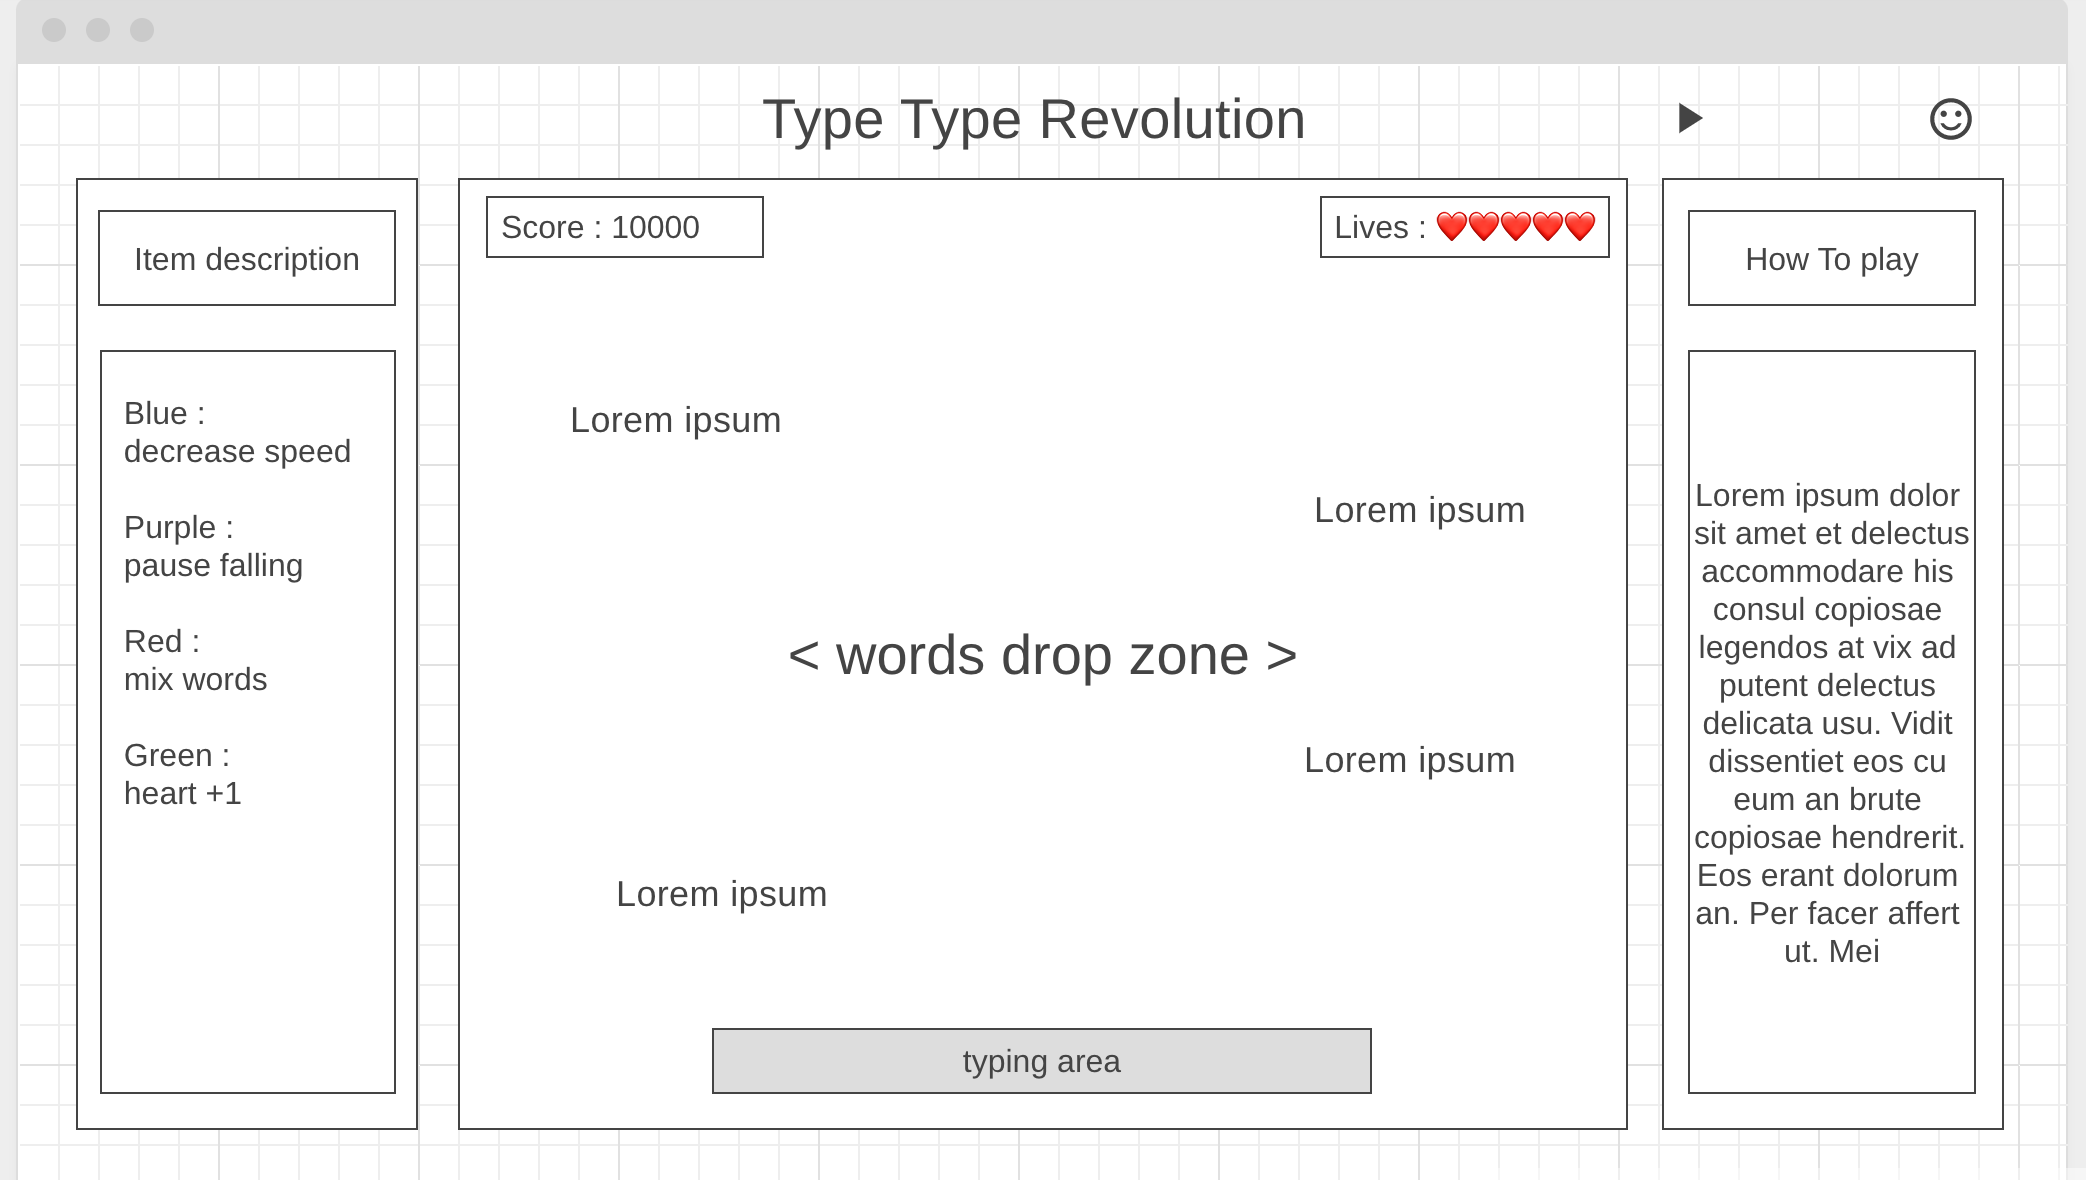 Type Type Revolution
Item description
Blue :
decrease speed
Purple :
pause falling
Red :
mix words
Green :
heart +1
Score : 10000
Lives : ❤️❤️❤️❤️❤️
Lorem ipsum
Lorem ipsum
< words drop zone >
Lorem ipsum
Lorem ipsum
typing area
How To play
Lorem ipsum dolor
sit amet et delectus
accommodare his
consul copiosae
legendos at vix ad
putent delectus
delicata usu. Vidit
dissentiet eos cu
eum an brute
copiosae hendrerit.
Eos erant dolorum
an. Per facer affert
ut. Mei